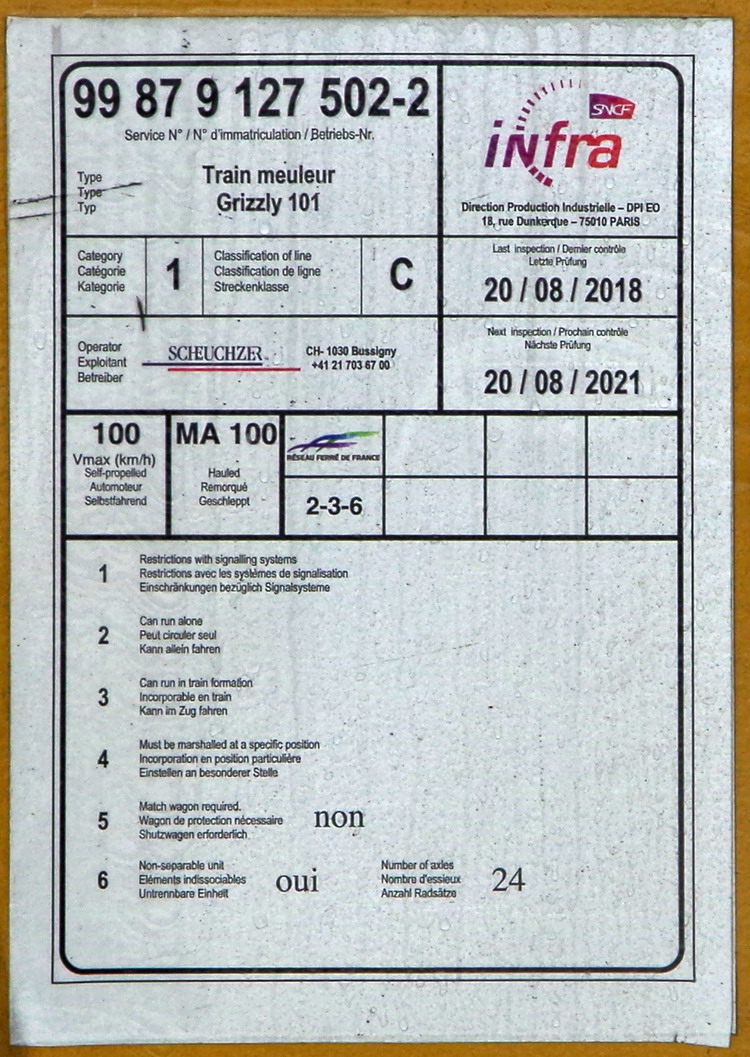 99 87 9 127 502-2
Service N° / N° d'immatriculation / Betriebs-Nr.
Type
Type
Typ
Train meuleur
Grizzly 101
SNCF
infra
Direction Production Industrielle – DPI EO
18, rue Dunkerque – 75010 PARIS
Category
Catégorie
Kategorie
1
Classification of line
Classification de ligne
Streckenklasse
C
Last inspection / Dernier contrôle
Letzte Prüfung
20 / 08 / 2018
Operator
Exploitant
Betreiber
SCHEUCHZER
CH- 1030 Bussigny
+41 21 703 67 00
Next inspection / Prochain contrôle
Nächste Prüfung
20 / 08 / 2021
100
Vmax (km/h)
Self-propelled
Automoteur
Selbstfahrend
MA 100
Hauled
Remorqué
Geschleppt
RÉSEAU FERRÉ DE FRANCE
2-3-6
1
Restrictions with signalling systems
Restrictions avec les systèmes de signalisation
Einschränkungen bezüglich Signalsysteme
2
Can run alone
Peut circuler seul
Kann allein fahren
3
Can run in train formation
Incorporable en train
Kann im Zug fahren
4
Must be marshalled at a specific position
Incorporation en position particulière
Einstellen an besonderer Stelle
5
Match wagon required.
Wagon de protection nécessaire
Shutzwagen erforderlich.
non
6
Non-separable unit
Eléments indissociables
Untrennbare Einheit
oui
Number of axles
Nombre d'essieux
Anzahl Radsätze
24